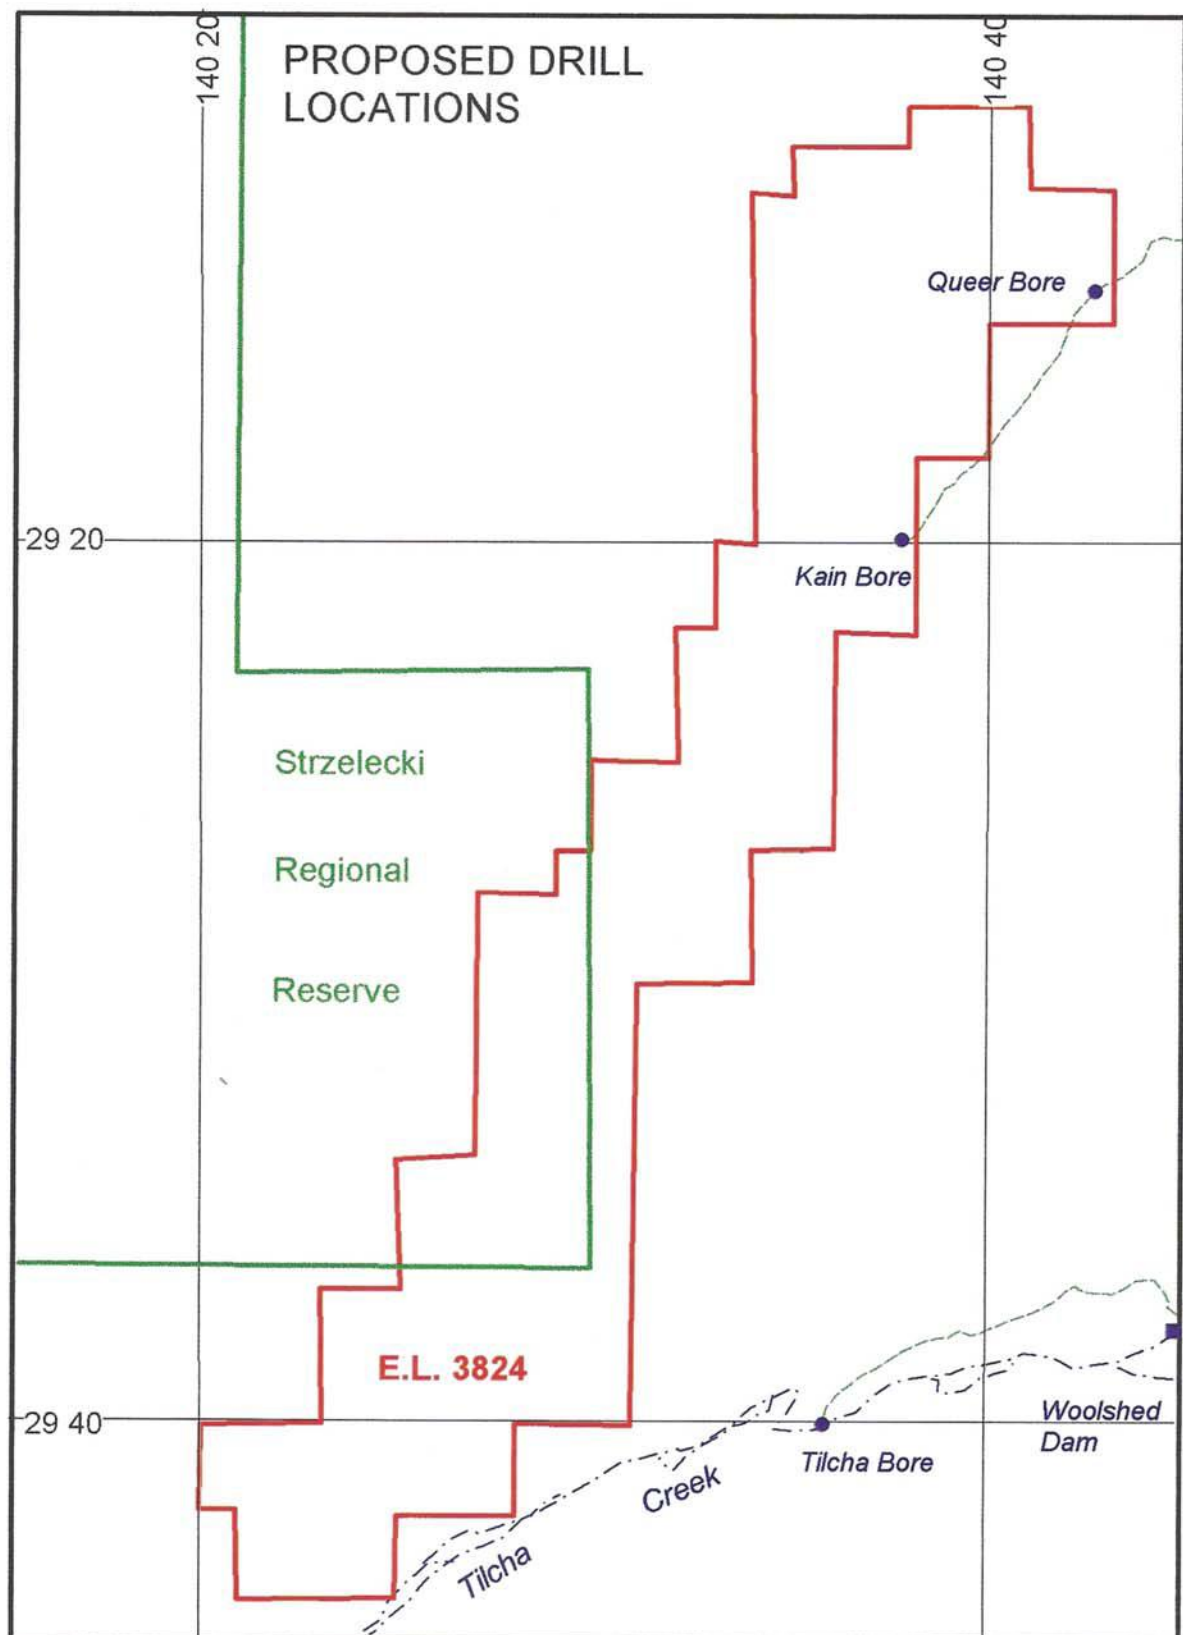 PROPOSED DRILL
LOCATIONS
140 20
140 40
Queer Bore
29 20
Kain Bore
Strzelecki
Regional
Reserve
E.L. 3824
29 40
Woolshed
Dam
Tilcha Bore
Creek
Tilcha